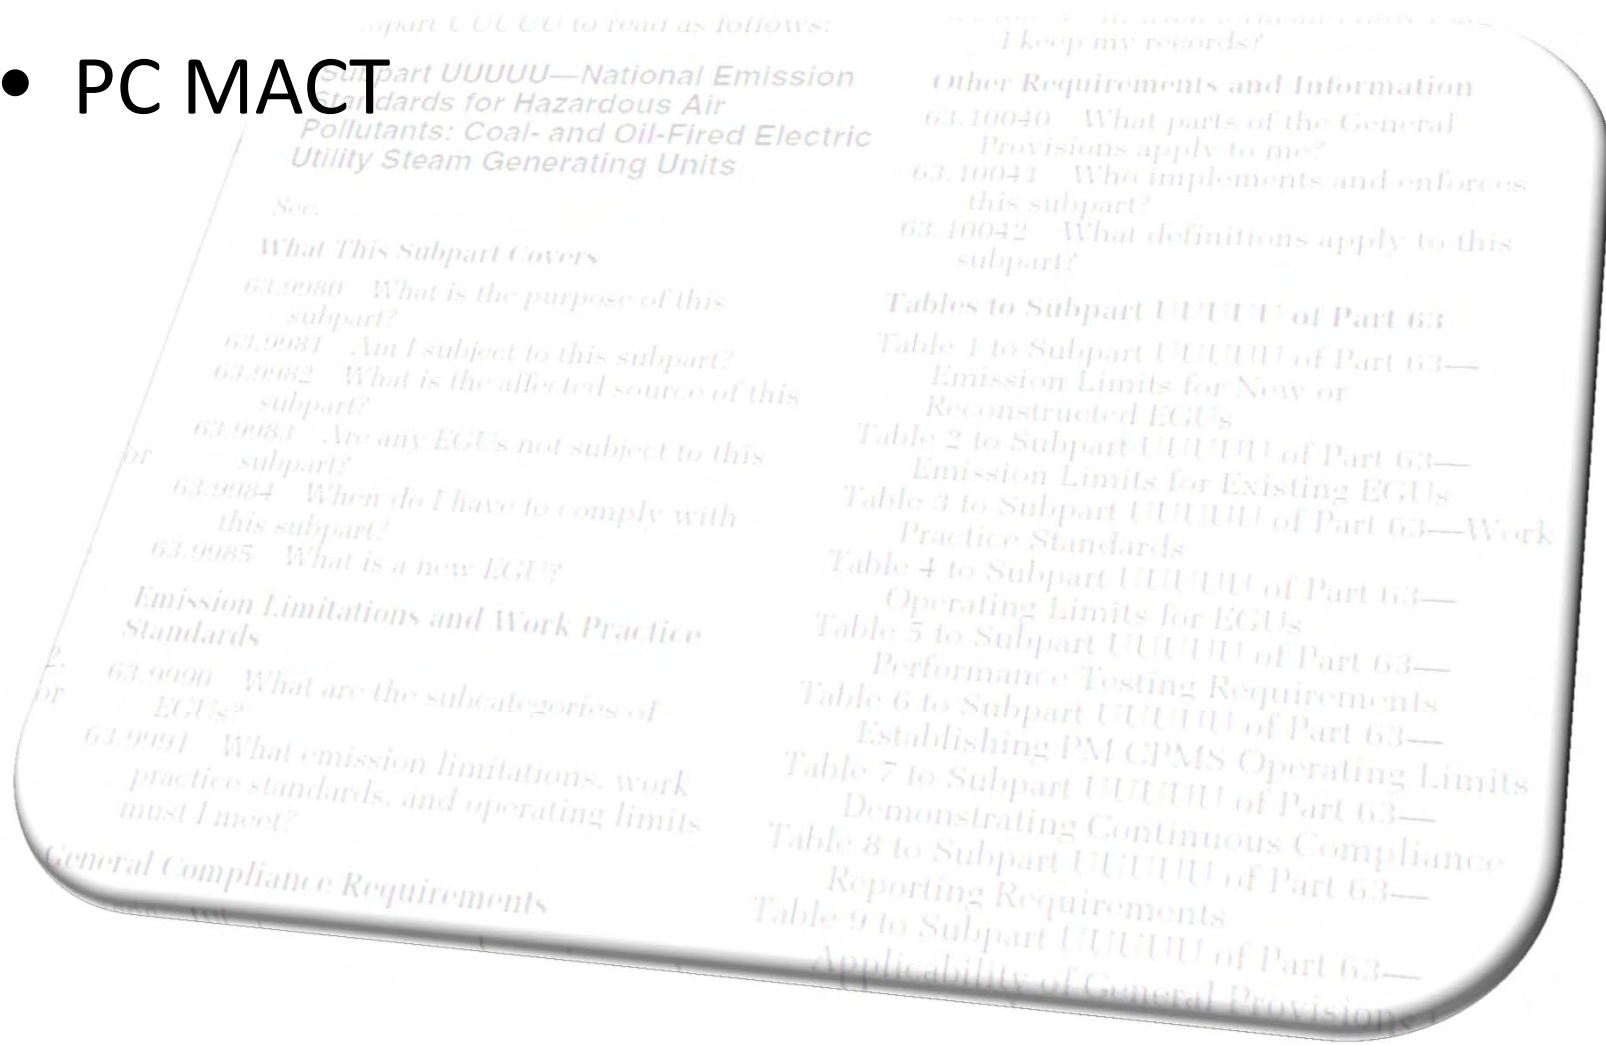 • PC MACT
subpart UUUUU to read as follows:
Subpart UUUUU—National Emission
Standards for Hazardous Air
Pollutants: Coal- and Oil-Fired Electric
Utility Steam Generating Units
Sec.
What This Subpart Covers
63.9980 What is the purpose of this
subpart?
63.9981 Am I subject to this subpart?
63.9982 What is the affected source of this
subpart?
63.9983 Are any EGUs not subject to this
subpart?
63.9984 When do I have to comply with
this subpart?
63.9985 What is a new EGU?
Emission Limitations and Work Practice
Standards
63.9990 What are the subcategories of
EGUs?
63.9991 What emission limitations, work
practice standards, and operating limits
must I meet?
General Compliance Requirements
or
2.
or
I keep my records?
Other Requirements and Information
63.10040 What parts of the General
Provisions apply to me?
63.10041 Who implements and enforces
this subpart?
63.10042 What definitions apply to this
subpart?
Tables to Subpart UUUUU of Part 63
Table 1 to Subpart UUUUU of Part 63—
Emission Limits for New or
Reconstructed EGUs
Table 2 to Subpart UUUUU of Part 63—
Emission Limits for Existing EGUs
Table 3 to Subpart UUUUU of Part 63—Work
Practice Standards
Table 4 to Subpart UUUUU of Part 63—
Operating Limits for EGUs
Table 5 to Subpart UUUUU of Part 63—
Performance Testing Requirements
Table 6 to Subpart UUUUU of Part 63—
Establishing PM CPMS Operating Limits
Table 7 to Subpart UUUUU of Part 63—
Demonstrating Continuous Compliance
Table 8 to Subpart UUUUU of Part 63—
Reporting Requirements
Table 9 to Subpart UUUUU of Part 63—
Applicability of General Provisions